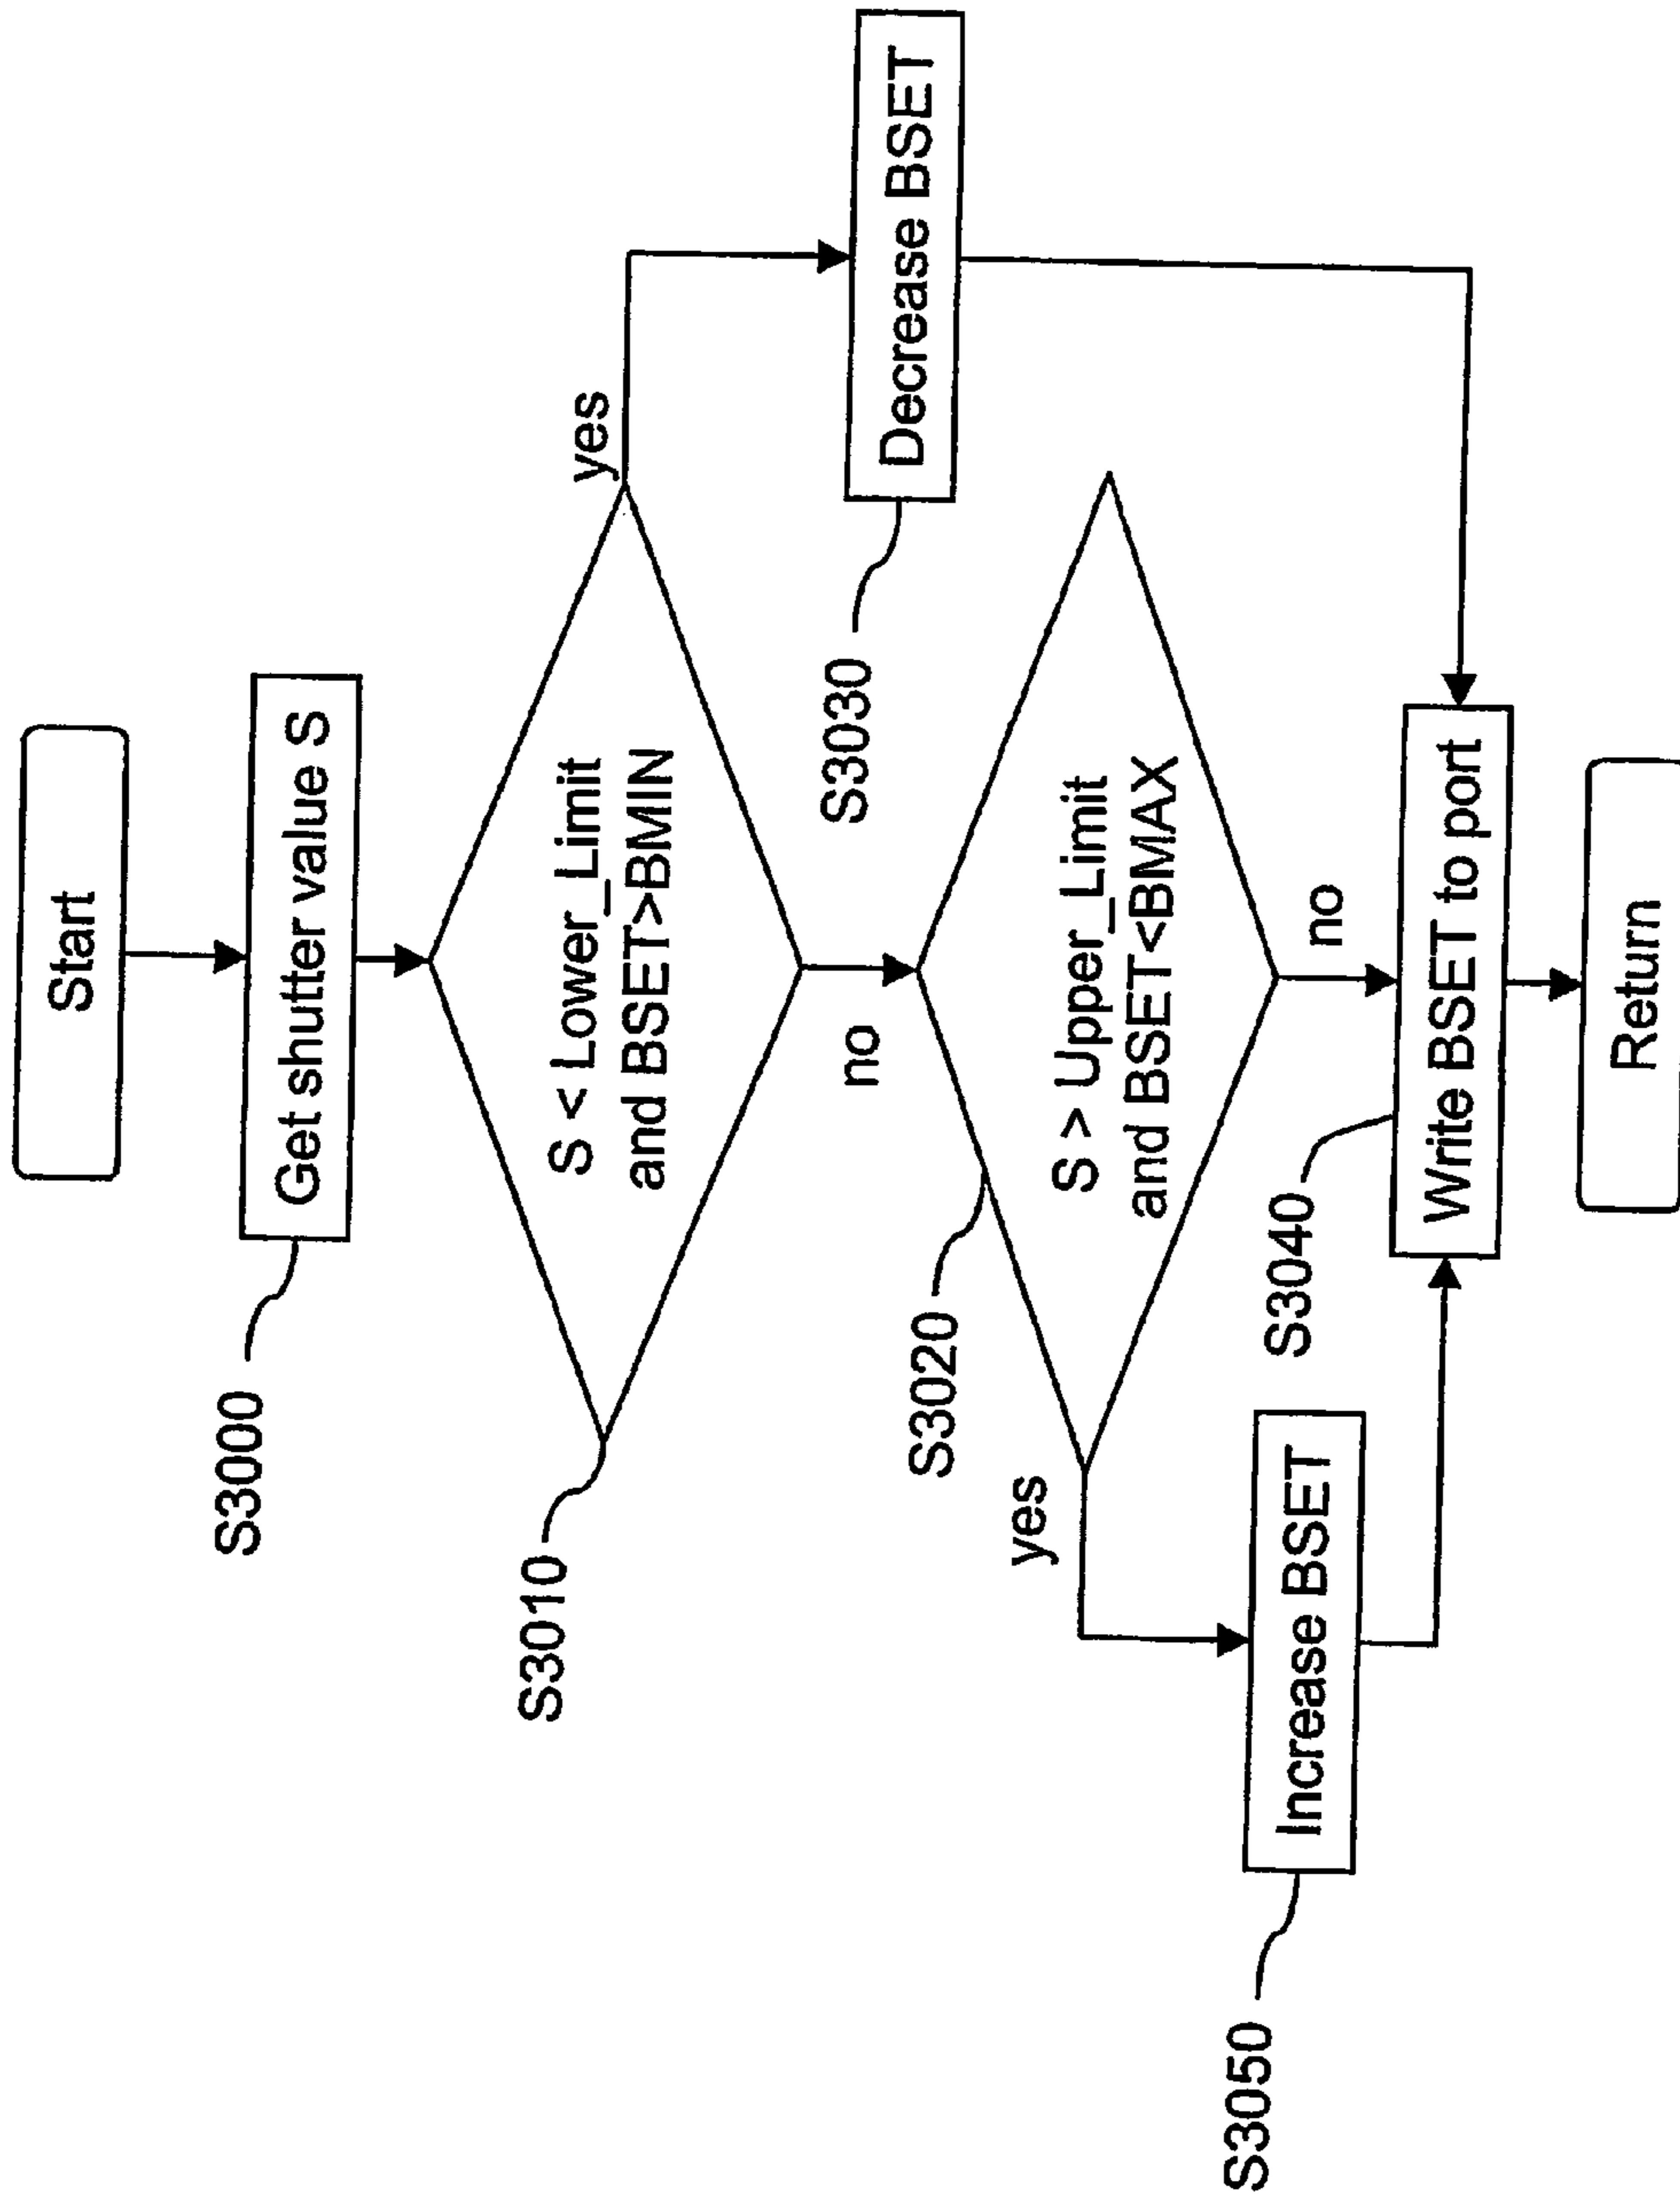 Start
S3000
Get shutter value S
S3010
S < Lower_Limit
and BSET>BMIN
yes
no
S3030
Decrease BSET
S3020
S > Upper_Limit
and BSET<BMAX
yes
no
S3050
Increase BSET
S3040
Write BSET to port
Return